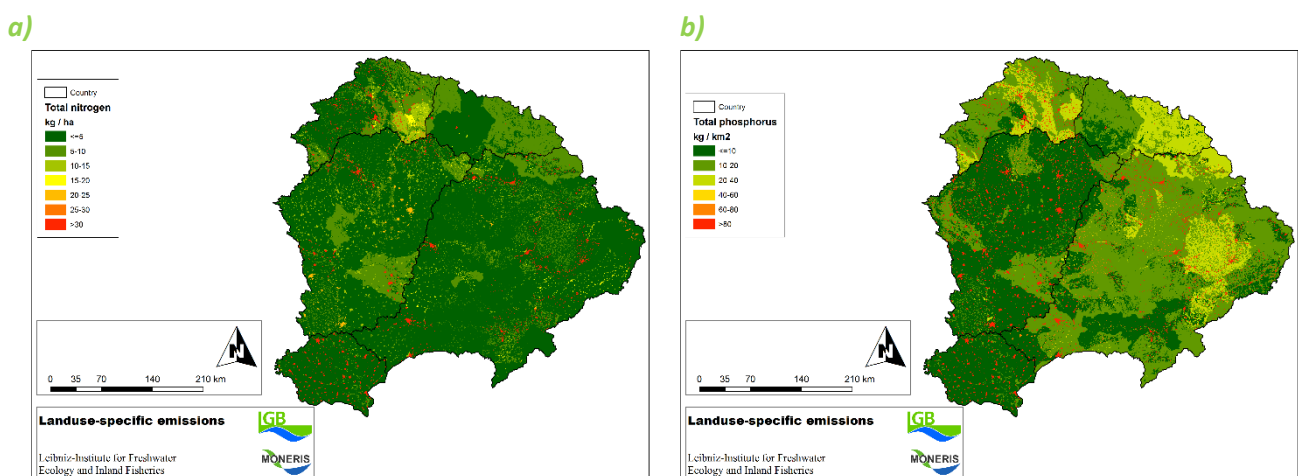 a)
Country
Total nitrogen
kg / ha
<=5
5-10
10-15
15-20
20-25
25-30
>30
N
0 35 70 140 210 km
Landuse-specific emissions
IGB
Leibniz-Institute for Freshwater
Ecology and Inland Fisheries
MONERIS
b)
Country
Total phosphorus
kg / km2
<=10
10-20
20-40
40-60
60-80
>80
N
0 35 70 140 210 km
Landuse-specific emissions
IGB
Leibniz-Institute for Freshwater
Ecology and Inland Fisheries
MONERIS